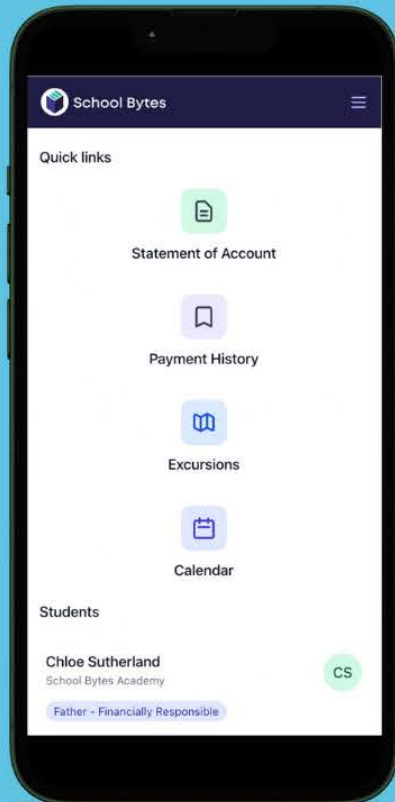 School Bytes
Quick links
Statement of Account
Payment History
Excursions
Calendar
Students
Chloe Sutherland
School Bytes Academy
CS
Father - Financially Responsible